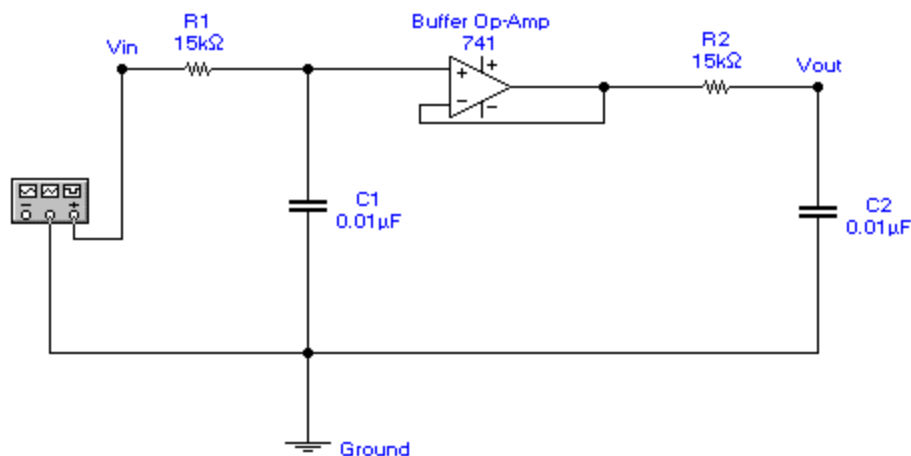 R1
15kΩ
Vin
Buffer Op-Amp
741
R2
15kΩ
Vout
+
−
+
−
−
+
C1
0.01µF
C2
0.01µF
Ground